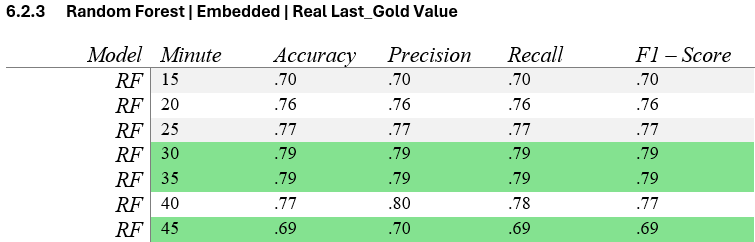 6.2.3 Random Forest | Embedded | Real Last_Gold Value
Model Minute Accuracy Precision Recall F1 – Score
RF 15 .70 .70 .70 .70
RF 20 .76 .76 .76 .76
RF 25 .77 .77 .77 .77
RF 30 .79 .79 .79 .79
RF 35 .79 .79 .79 .79
RF 40 .77 .80 .78 .77
RF 45 .69 .70 .69 .69